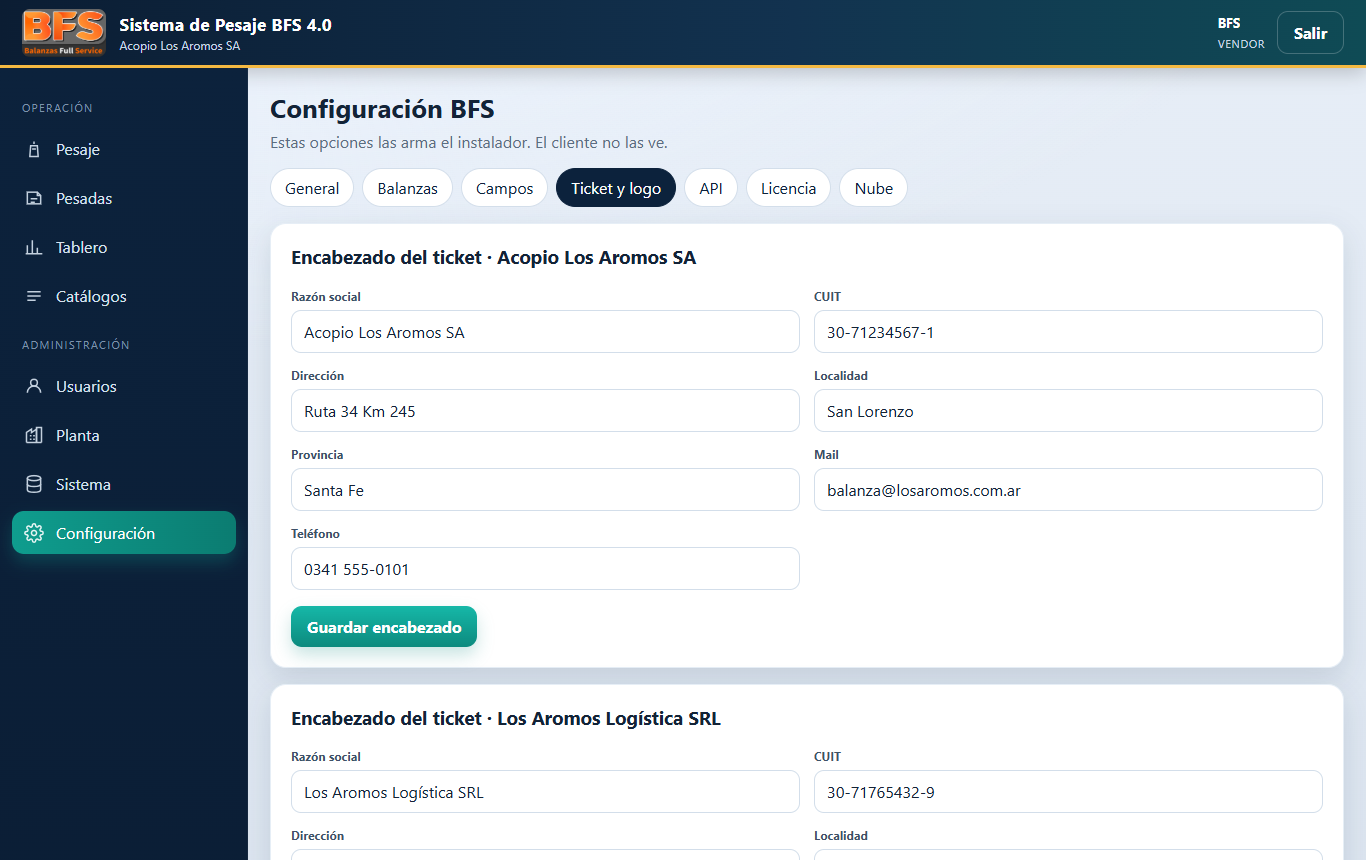 BFS
Balanzas Full Service
Sistema de Pesaje BFS 4.0
Acopio Los Aromos SA
BFS
VENDOR
Salir
OPERACIÓN
Pesaje
Pesadas
Tablero
Catálogos
ADMINISTRACIÓN
Usuarios
Planta
Sistema
Configuración
Configuración BFS
Estas opciones las arma el instalador. El cliente no las ve.
General
Balanzas
Campos
Ticket y logo
API
Licencia
Nube
Encabezado del ticket · Acopio Los Aromos SA
Razón social
CUIT
Acopio Los Aromos SA
30-71234567-1
Dirección
Localidad
Ruta 34 Km 245
San Lorenzo
Provincia
Mail
Santa Fe
balanza@losaromos.com.ar
Teléfono
0341 555-0101
Guardar encabezado
Encabezado del ticket · Los Aromos Logística SRL
Razón social
CUIT
Los Aromos Logística SRL
30-71765432-9
Dirección
Localidad